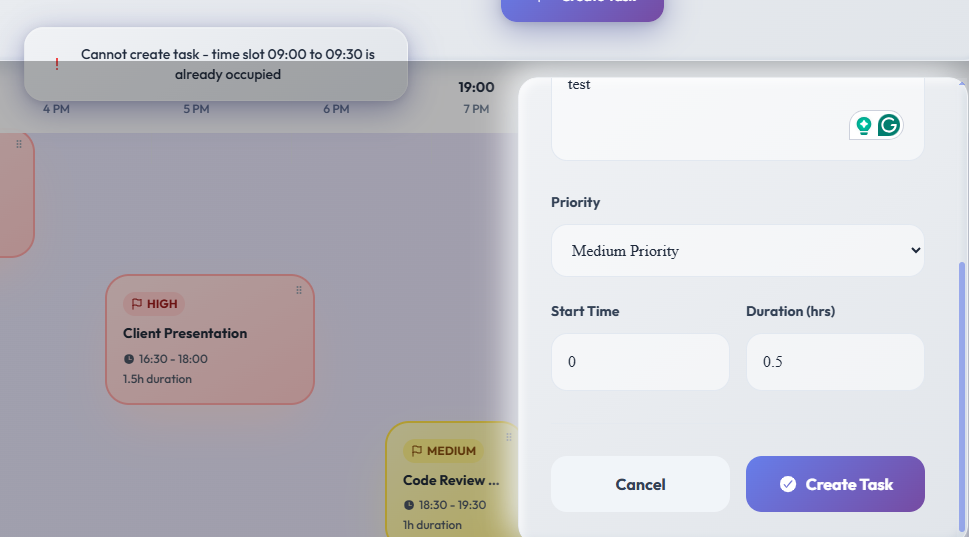 Create Task
! Cannot create task - time slot 09:00 to 09:30 is
already occupied
19:00
4 PM
5 PM
6 PM
7 PM
test
G
Priority
Medium Priority
Start Time
Duration (hrs)
0
0.5
Cancel
Create Task
HIGH
Client Presentation
16:30 - 18:00
1.5h duration
MEDIUM
Code Review ...
18:30 - 19:30
1h duration